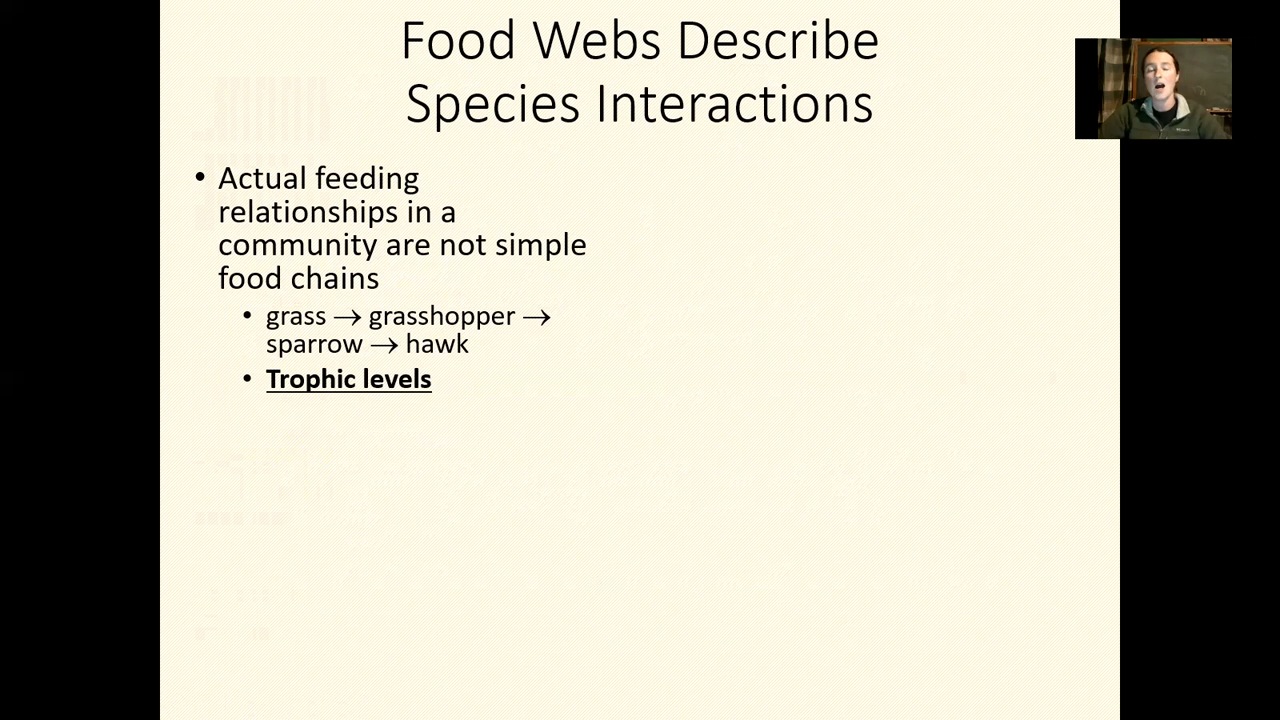 Food Webs Describe
Species Interactions
• Actual feeding
relationships in a
community are not simple
food chains
• grass → grasshopper →
sparrow → hawk
• Trophic levels